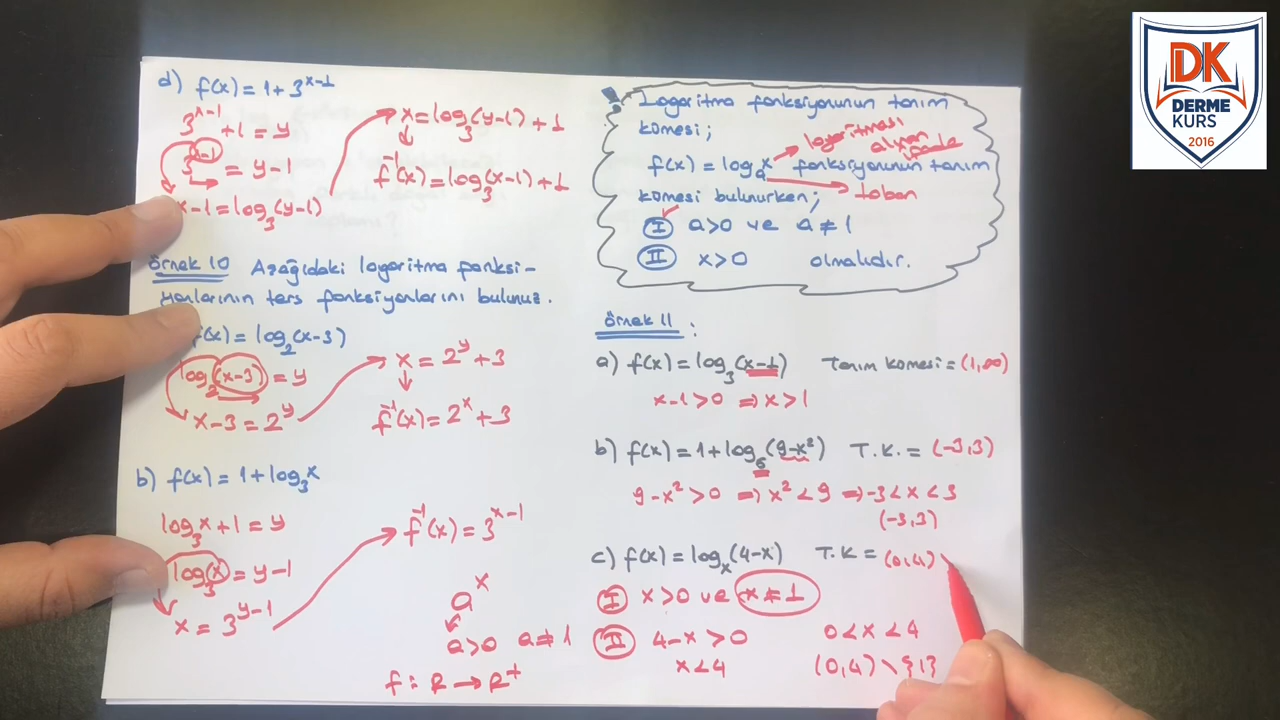 d) f(x) = 1 + 3^{x-1}
3^{x-1} + 1 = y
3^{x-1} = y-1
x-1 = log_3(y-1)
x = log_3(y-1) + 1
f^{-1}(x) = log_3(x-1) + 1
Örnek 10 Aşağıdaki logaritma fonksi-
yonlarının ters fonksiyonlarını bulunuz.
f(x) = log_2(x-3)
log_2(x-3) = y
x-3 = 2^y
x = 2^y + 3
f^{-1}(x) = 2^x + 3
b) f(x) = 1 + log_3 x
log_3 x + 1 = y
log_3(x) = y-1
x = 3^{y-1}
f^{-1}(x) = 3^{x-1}
a^x
a>0 a≠1
f : R → R^+
! Logaritma fonksiyonunun tanım
kümesi;
logaritması
alınan
f(x) = log_a x fonksiyonunun tanım
taban
kümesi bulunurken;
I a>0 ve a≠1
II x>0 olmalıdır.
Örnek 11 :
a) f(x) = log_3(x-1) Tanım kümesi = (1,∞)
x-1>0 ⇒ x>1
b) f(x) = 1 + log_6(9-x²) T.K. = (-3,3)
9-x²>0 ⇒ x²<9 ⇒ -3<x<3
(-3,3)
c) f(x) = log_x(4-x) T.K = (0,4) \
I x>0 ve x≠1
II 4-x>0 0<x<4
x<4 (0,4) \ {1}
DK
DERME
KURS
2016